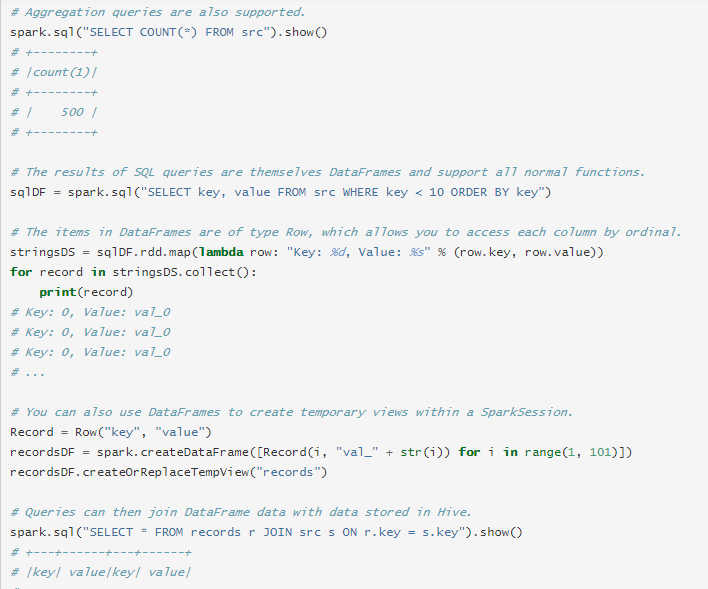 # Aggregation queries are also supported.
spark.sql("SELECT COUNT(*) FROM src").show()
# +--------+
# |count(1)|
# +--------+
# |    500 |
# +--------+
# The results of SQL queries are themselves DataFrames and support all normal functions.
sqlDF = spark.sql("SELECT key, value FROM src WHERE key < 10 ORDER BY key")
# The items in DataFrames are of type Row, which allows you to access each column by ordinal.
stringsDS = sqlDF.rdd.map(lambda row: "Key: %d, Value: %s" % (row.key, row.value))
for record in stringsDS.collect():
    print(record)
# Key: 0, Value: val_0
# Key: 0, Value: val_0
# Key: 0, Value: val_0
# ...
# You can also use DataFrames to create temporary views within a SparkSession.
Record = Row("key", "value")
recordsDF = spark.createDataFrame([Record(i, "val_" + str(i)) for i in range(1, 101)])
recordsDF.createOrReplaceTempView("records")
# Queries can then join DataFrame data with data stored in Hive.
spark.sql("SELECT * FROM records r JOIN src s ON r.key = s.key").show()
# +---+------+---+------+
# |key| value|key| value|